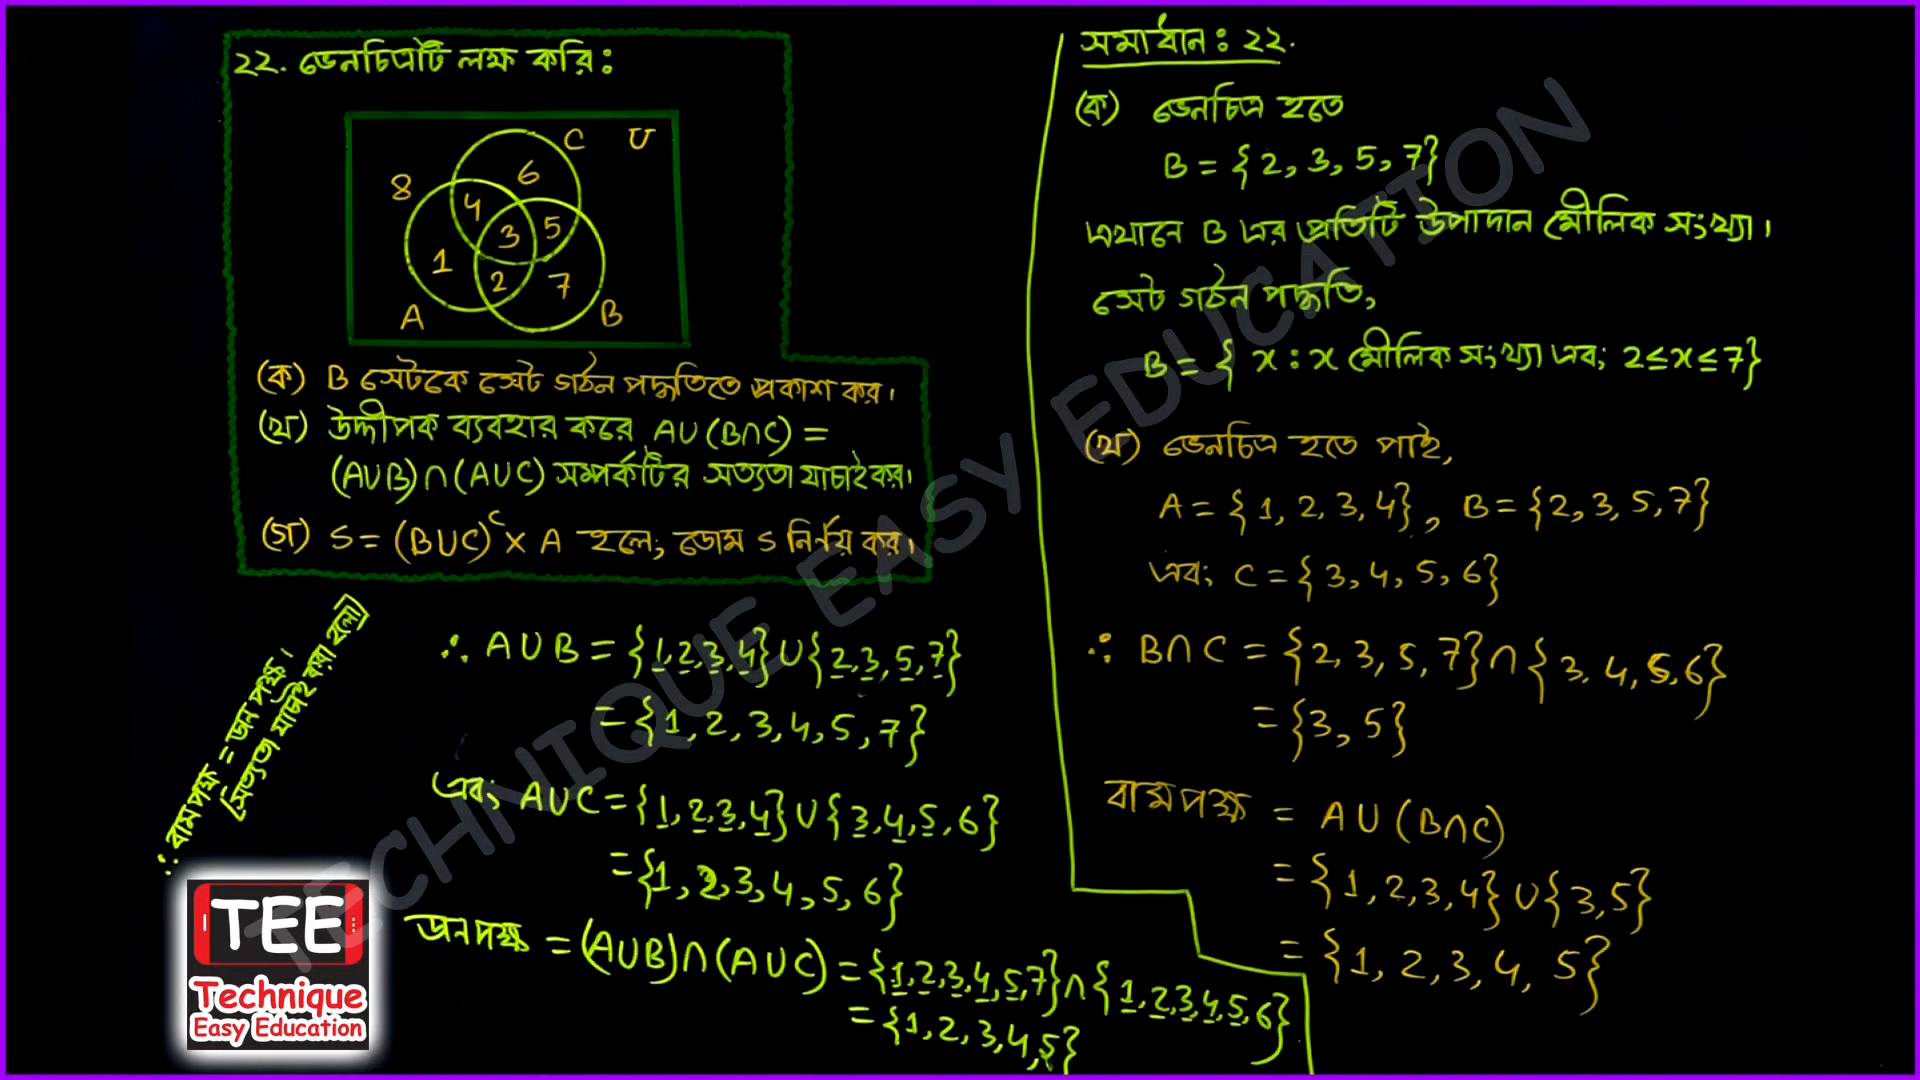 ২২. ভেনচিত্রটি লক্ষ করি:
C U
8 6
4
3 5
1
2 7
A B
(ক) B সেটকে সেট গঠন পদ্ধতিতে প্রকাশ কর।
(খ) উদ্দীপক ব্যবহার করে A∪(B∩C) =
(A∪B)∩(A∪C) সম্পর্কটির সত্যতা যাচাই কর।
(গ) S = (B∪C)ᶜ × A হলে, ডোম S নির্ণয় কর।
সমাধান: ২২.
(ক) ভেনচিত্র হতে
B = {2, 3, 5, 7}
এখানে B এর প্রতিটি উপাদান মৌলিক সংখ্যা।
সেট গঠন পদ্ধতি,
B = { x : x মৌলিক সংখ্যা এবং 2≤x≤7}
(খ) ভেনচিত্র হতে পাই,
A = {1, 2, 3, 4}, B = {2, 3, 5, 7}
এবং C = {3, 4, 5, 6}
∴ B∩C = {2, 3, 5, 7}∩{3, 4, 5, 6}
= {3, 5}
বামপক্ষ = A∪(B∩C)
= {1, 2, 3, 4}∪{3, 5}
= {1, 2, 3, 4, 5}
∴ A∪B = {1, 2, 3, 4}∪{2, 3, 5, 7}
= {1, 2, 3, 4, 5, 7}
এবং A∪C = {1, 2, 3, 4}∪{3, 4, 5, 6}
= {1, 2, 3, 4, 5, 6}
ডানপক্ষ = (A∪B)∩(A∪C) = {1, 2, 3, 4, 5, 7}∩{1, 2, 3, 4, 5, 6}
= {1, 2, 3, 4, 5}
∴ বামপক্ষ = ডানপক্ষ।
[সত্যতা যাচাই করা হলো]
TECHNIQUE EASY EDUCATION
TEE
Technique
Easy Education